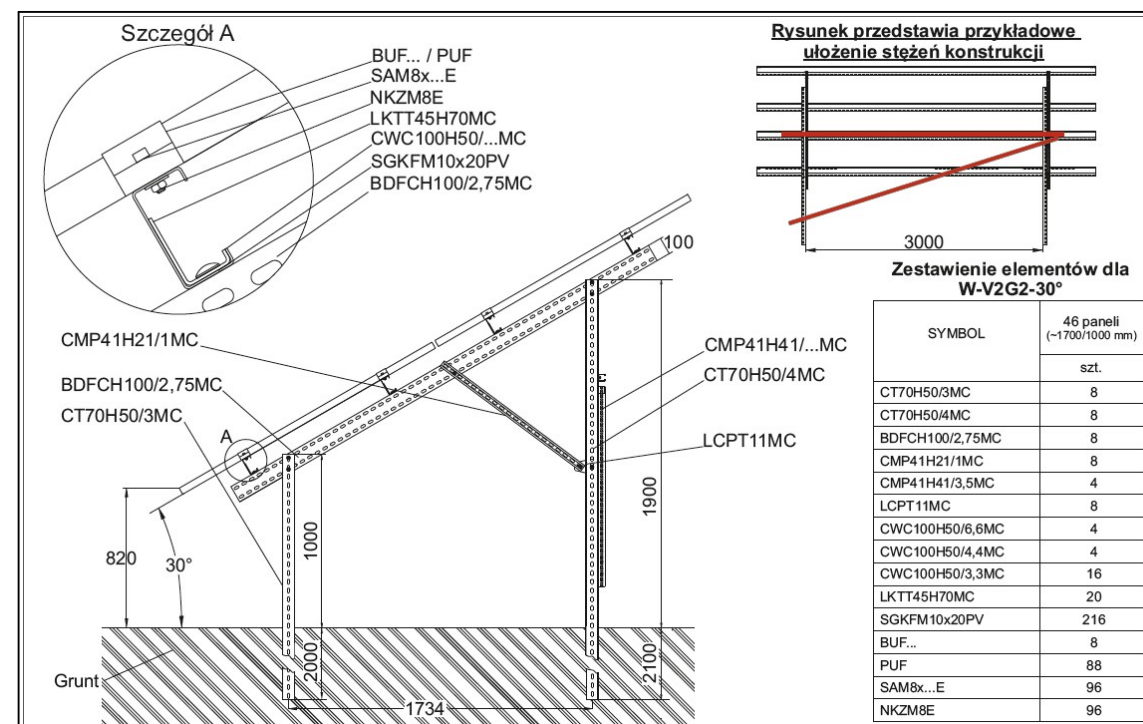 Szczegół A
BUF... / PUF
SAM8x...E
NKZM8E
LKTT45H70MC
CWC100H50/...MC
SGKFM10x20PV
BDFCH100/2,75MC
Rysunek przedstawia przykładowe
ułożenie stężeń konstrukcji
3000
100
CMP41H21/1MC
BDFCH100/2,75MC
CT70H50/3MC
A
CMP41H41/...MC
CT70H50/4MC
LCPT11MC
820
30°
1000
1900
2000
2100
Grunt
1734
Zestawienie elementów dla
W-V2G2-30°
SYMBOL 46 paneli
(~1700/1000 mm)
szt.
CT70H50/3MC 8
CT70H50/4MC 8
BDFCH100/2,75MC 8
CMP41H21/1MC 8
CMP41H41/3,5MC 4
LCPT11MC 8
CWC100H50/6,6MC 4
CWC100H50/4,4MC 4
CWC100H50/3,3MC 16
LKTT45H70MC 20
SGKFM10x20PV 216
BUF... 8
PUF 88
SAM8x...E 96
NKZM8E 96